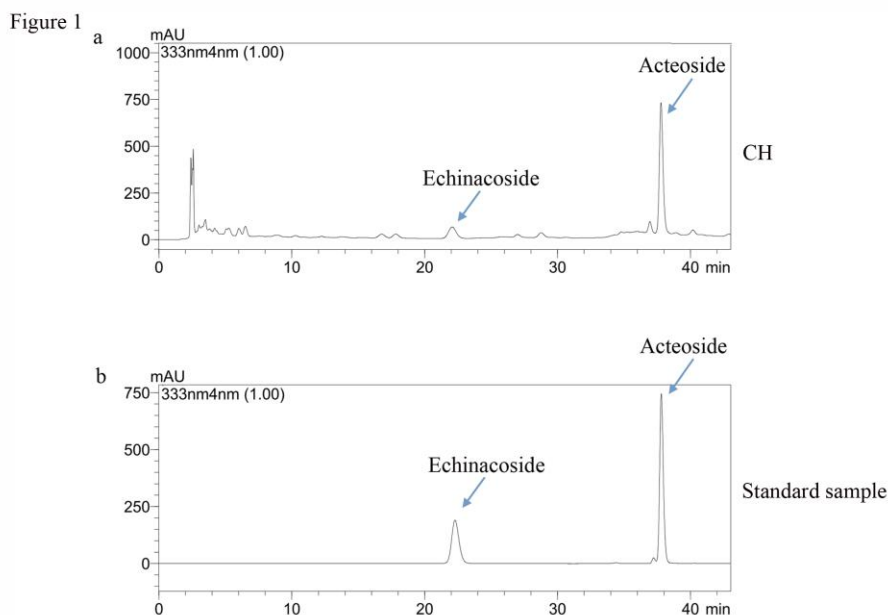 Figure 1
a
mAU
333nm4nm (1.00)
1000
750
500
250
0
Acteoside
Echinacoside
CH
0 10 20 30 40 min
b
mAU
333nm4nm (1.00)
750
500
250
0
Acteoside
Echinacoside
Standard sample
0 10 20 30 40 min